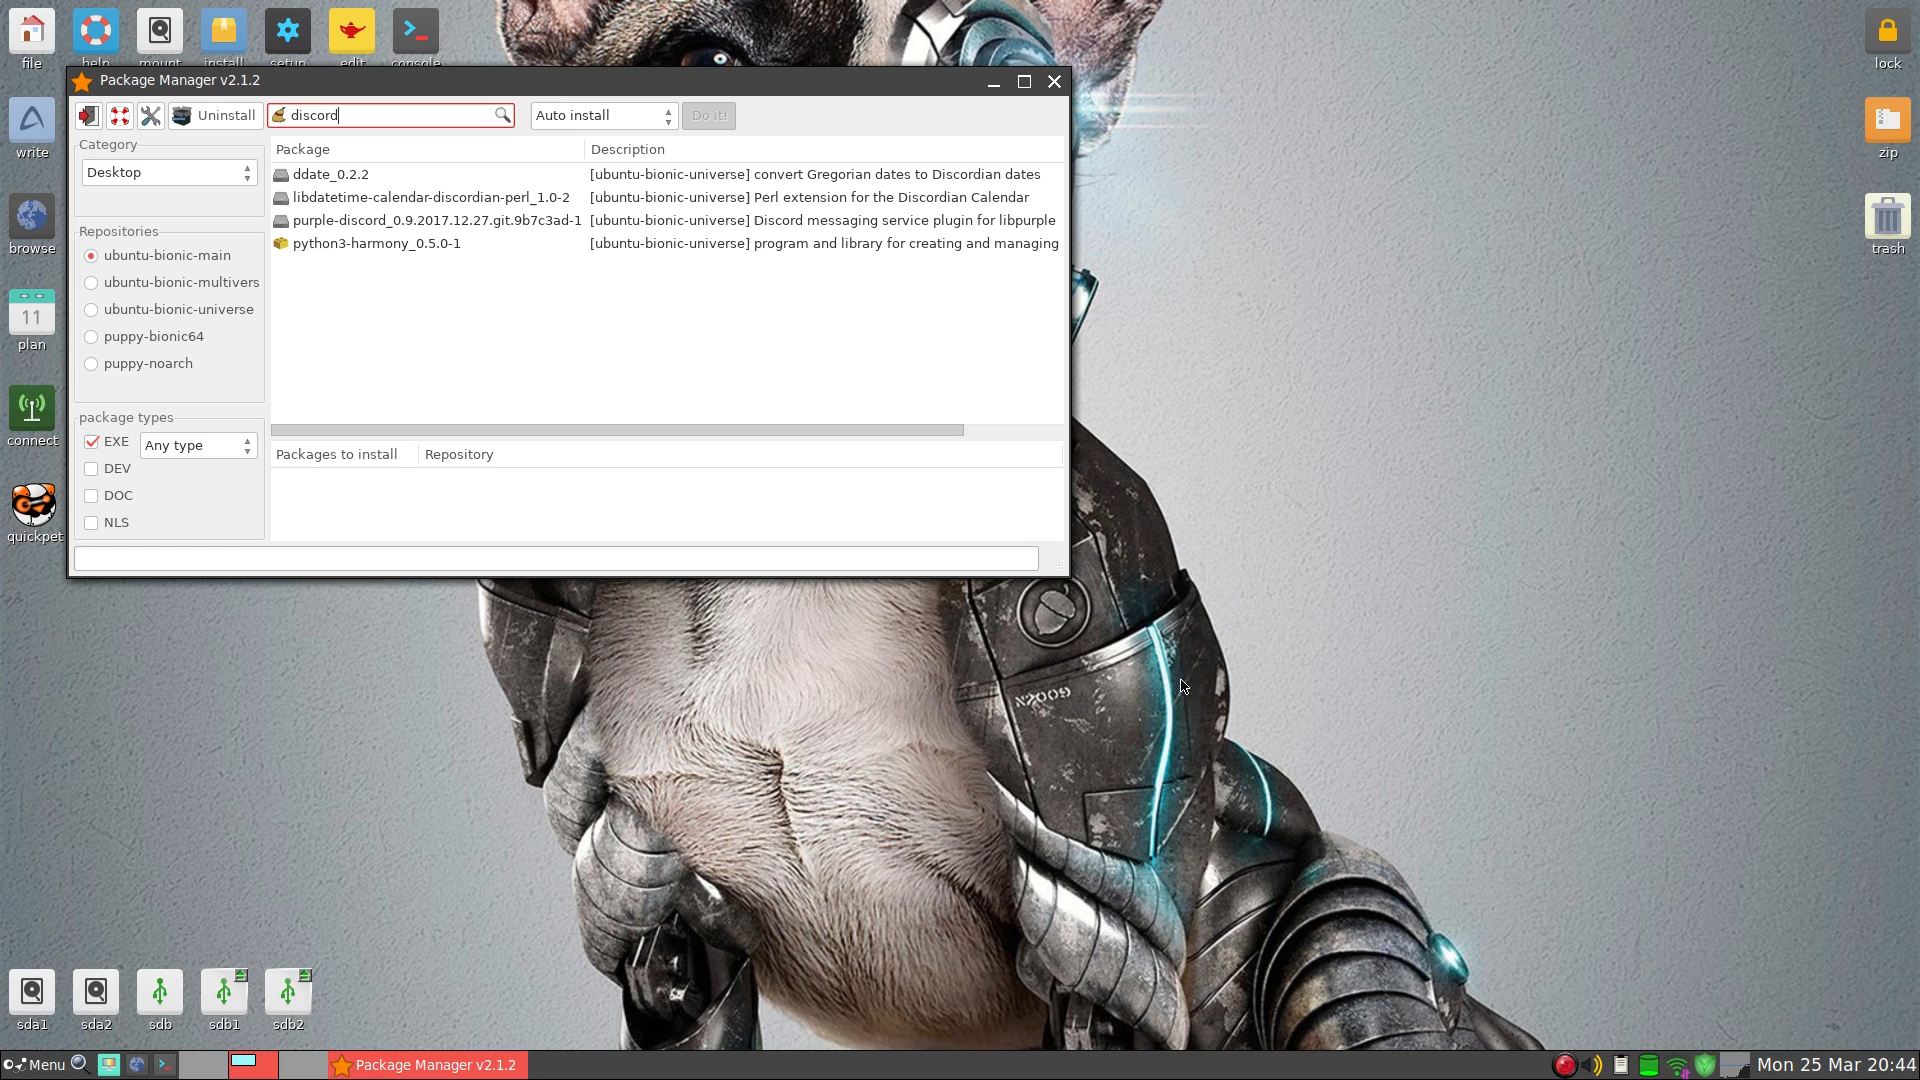 file
help
mount
install
setup
edit
console
lock
Package Manager v2.1.2
Uninstall
discord
Auto install
Do it!
Category
Desktop
Repositories
ubuntu-bionic-main
ubuntu-bionic-multivers
ubuntu-bionic-universe
puppy-bionic64
puppy-noarch
package types
EXE
Any type
DEV
DOC
NLS
Package
Description
ddate_0.2.2
[ubuntu-bionic-universe] convert Gregorian dates to Discordian dates
libdatetime-calendar-discordian-perl_1.0-2
[ubuntu-bionic-universe] Perl extension for the Discordian Calendar
purple-discord_0.9.2017.12.27.git.9b7c3ad-1
[ubuntu-bionic-universe] Discord messaging service plugin for libpurple
python3-harmony_0.5.0-1
[ubuntu-bionic-universe] program and library for creating and managing
Packages to install
Repository
write
browse
11
plan
connect
quickpet
zip
trash
N2009
sda1
sda2
sdb
sdb1
sdb2
Menu
Package Manager v2.1.2
Mon 25 Mar 20:44